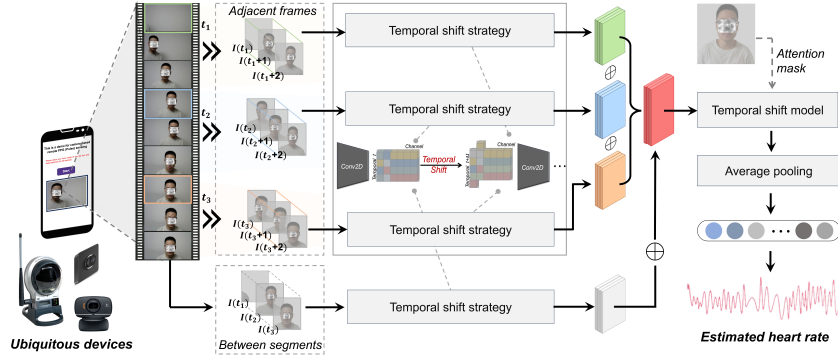 Adjacent frames
t₁
I(t₁)
I(t₁+1)
I(t₁+2)
Temporal shift strategy
Attention
mask
t₂
I(t₂)
I(t₂+1)
I(t₂+2)
Temporal shift strategy
Temporal shift model
Start
Conv2D
Temporal t
Channel
Temporal
Shift
Channel
Conv2D
...
Average pooling
t₃
I(t₃)
I(t₃+1)
I(t₃+2)
Temporal shift strategy
I(t₁)
I(t₂)
I(t₃)
Temporal shift strategy
Ubiquitous devices
Between segments
Estimated heart rate